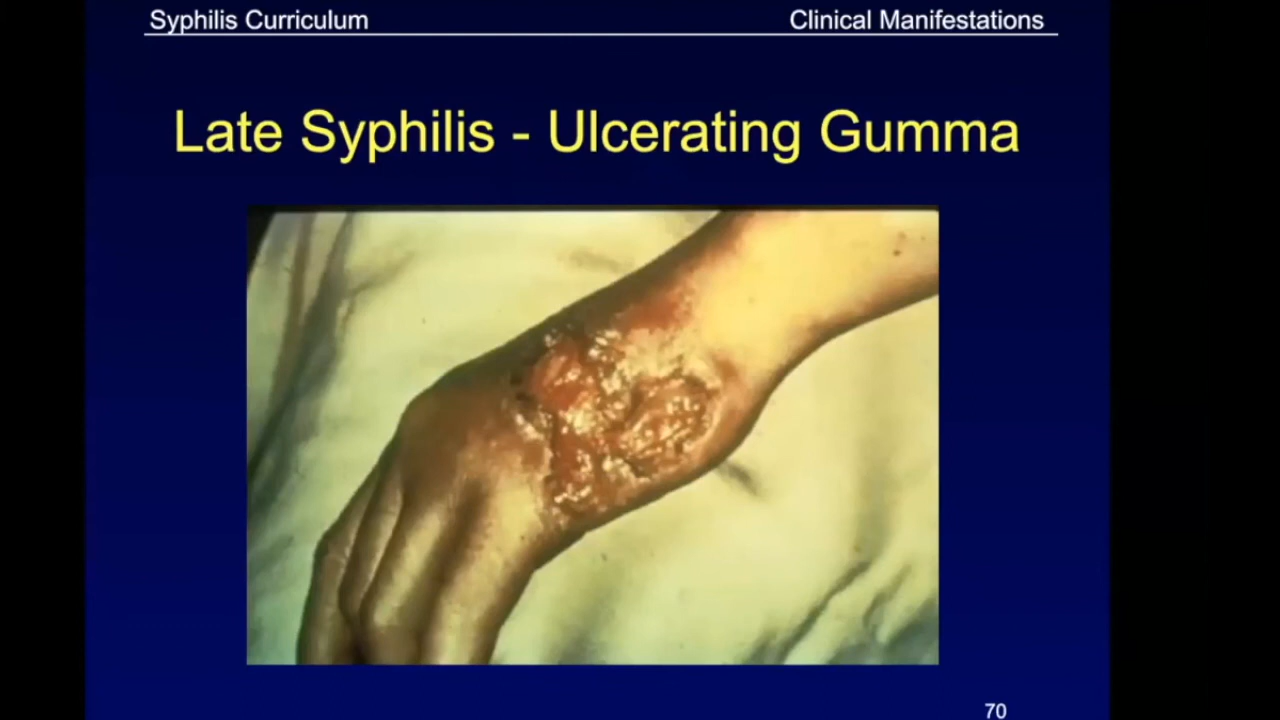 Syphilis Curriculum
Clinical Manifestations
Late Syphilis - Ulcerating Gumma
70